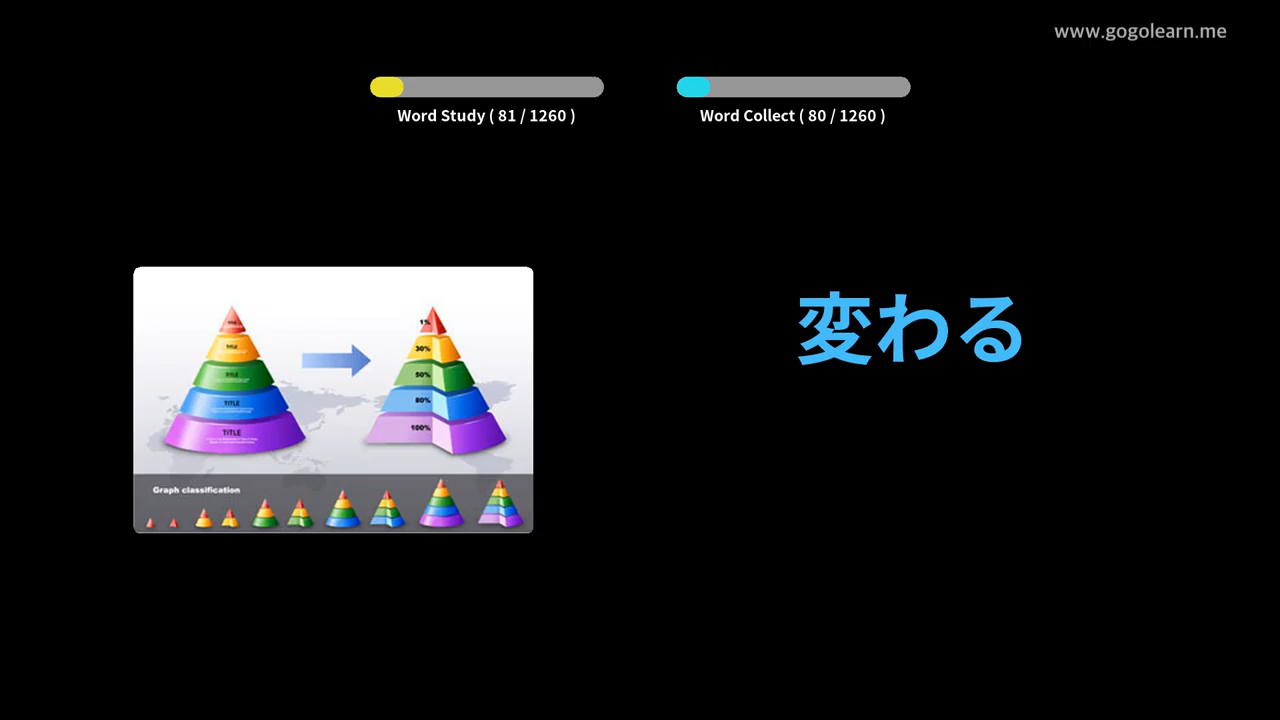 www.gogolearn.me
Word Study ( 81 / 1260 )
Word Collect ( 80 / 1260 )
変わる
TITLE
TITLE
TITLE
TITLE
1%
30%
50%
80%
100%
Graph classification